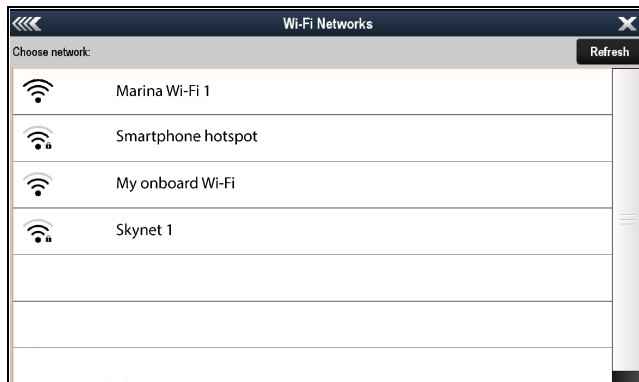 Wi-Fi Networks
Choose network:
Refresh
Marina Wi-Fi 1
Smartphone hotspot
My onboard Wi-Fi
Skynet 1